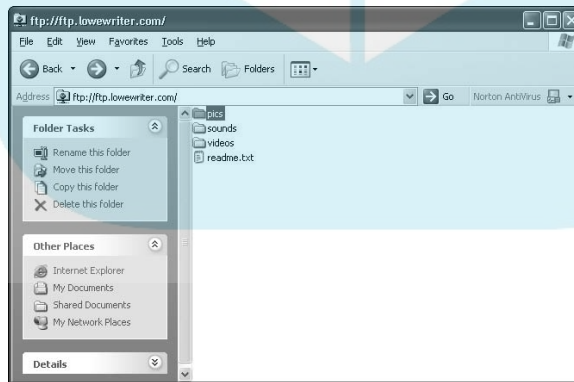 ftp://ftp.lowewriter.com/
File Edit View Favorites Tools Help
Back Search Folders
Address ftp://ftp.lowewriter.com/ Go Norton AntiVirus
Folder Tasks
Rename this folder
Move this folder
Copy this folder
Delete this folder
Other Places
Internet Explorer
My Documents
Shared Documents
My Network Places
Details
pics
sounds
videos
readme.txt